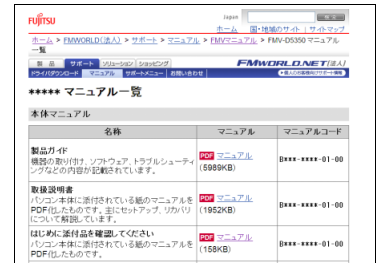 FUJITSU
Japan
ホーム 国・地域のサイト サイトマップ
ホーム > FMWORLD(法人) > サポート > マニュアル > FMVマニュアル > FMV-D5350 マニュアル
一覧
製 品 サポート ソリューション ショッピング FMWORLD.NET(法人)
ドライバダウンロード マニュアル サポートメニュー お問い合わせ
***** マニュアル一覧
本体マニュアル
名称 マニュアル マニュアルコード
製品ガイド
機器の取り付け、ソフトウェア、トラブルシューティ
ングなどの内容が記載されています。
PDF マニュアル
(5989KB)
B***-****-01-00
取扱説明書
パソコン本体に添付されている紙のマニュアルを
PDF化したものです。主にセットアップ、リカバリ
について解説しています。
PDF マニュアル
(1952KB)
B***-****-01-00
はじめに添付品を確認してください
パソコン本体に添付されている紙のマニュアルを
PDF化したものです。
PDF マニュアル
(158KB)
B***-****-01-00